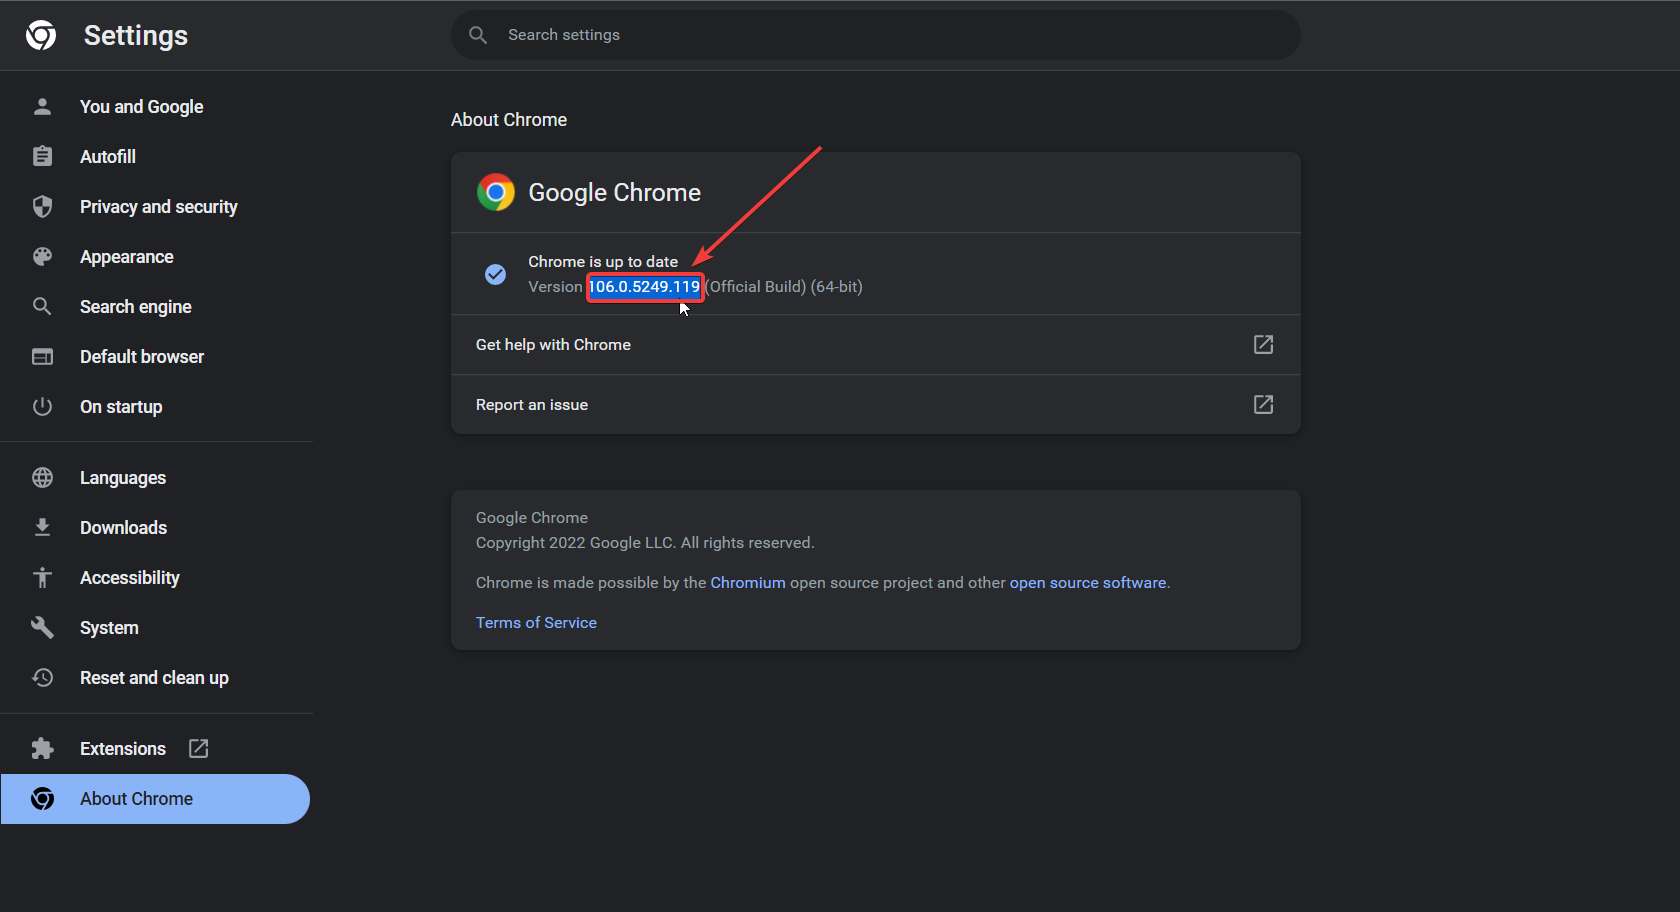 Settings
Search settings
You and Google
Autofill
Privacy and security
Appearance
Search engine
Default browser
On startup
Languages
Downloads
Accessibility
System
Reset and clean up
Extensions
About Chrome
About Chrome
Google Chrome
Chrome is up to date
Version 106.0.5249.119 (Official Build) (64-bit)
Get help with Chrome
Report an issue
Google Chrome
Copyright 2022 Google LLC. All rights reserved.
Chrome is made possible by the Chromium open source project and other open source software.
Terms of Service